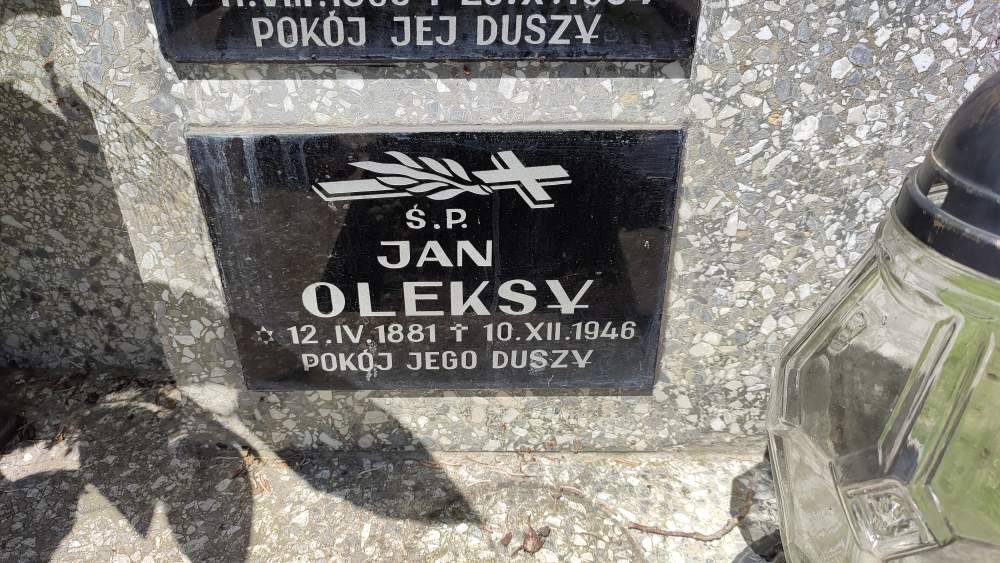 POKÓJ JEJ DUSZY
Ś.P.
JAN
OLEKSY
12.IV.1881 † 10.XII.1946
POKÓJ JEGO DUSZY